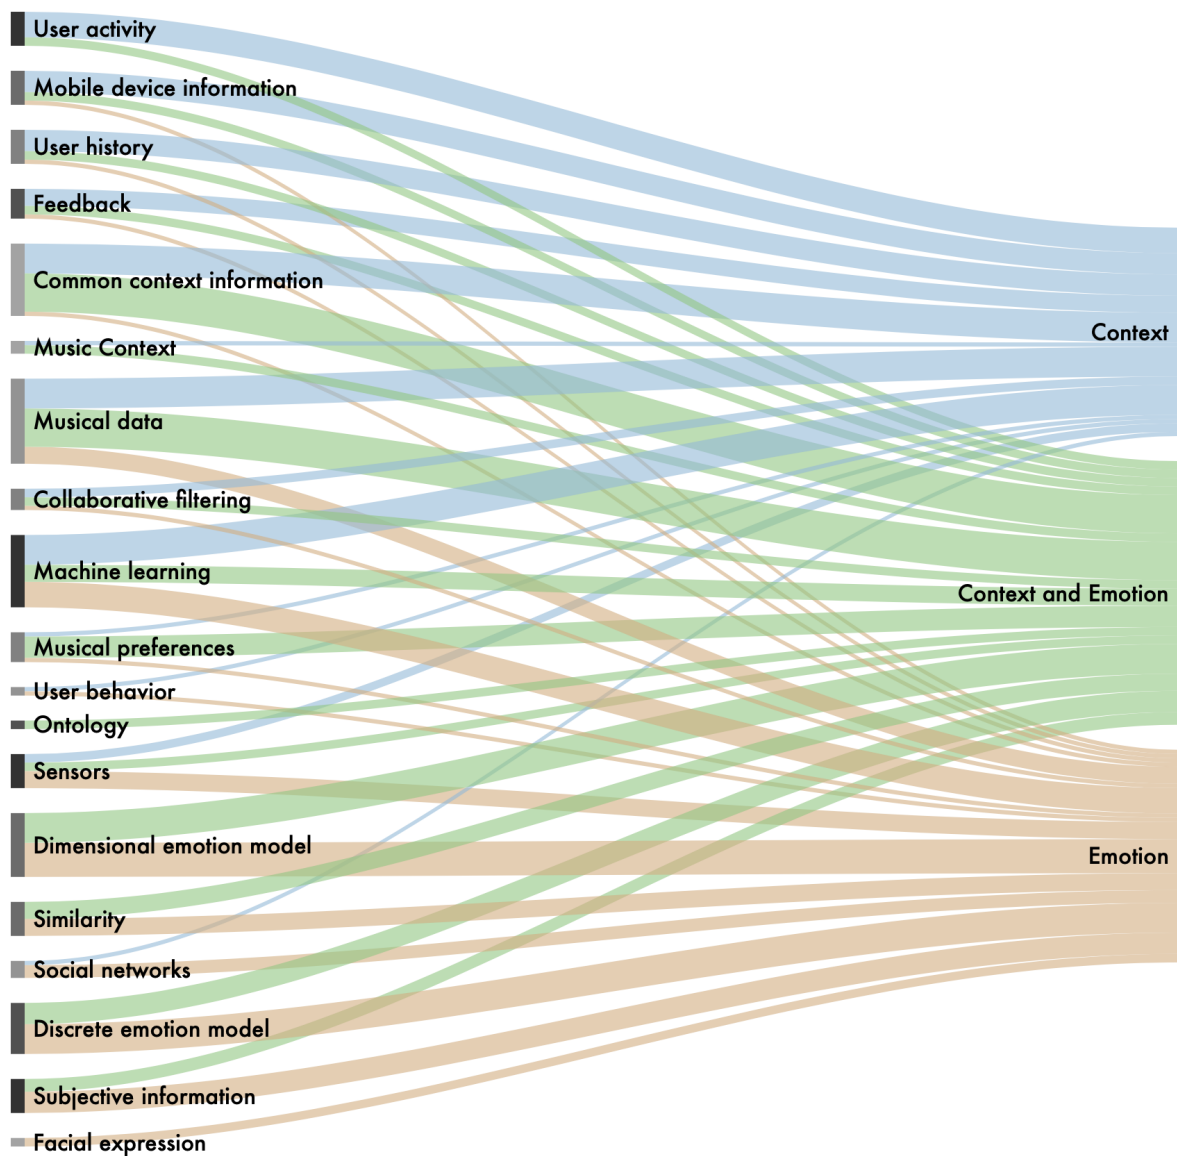 User activity
Mobile device information
User history
Feedback
Common context information
Music Context
Musical data
Collaborative filtering
Machine learning
Musical preferences
User behavior
Ontology
Sensors
Dimensional emotion model
Similarity
Social networks
Discrete emotion model
Subjective information
Facial expression
Context
Context and Emotion
Emotion